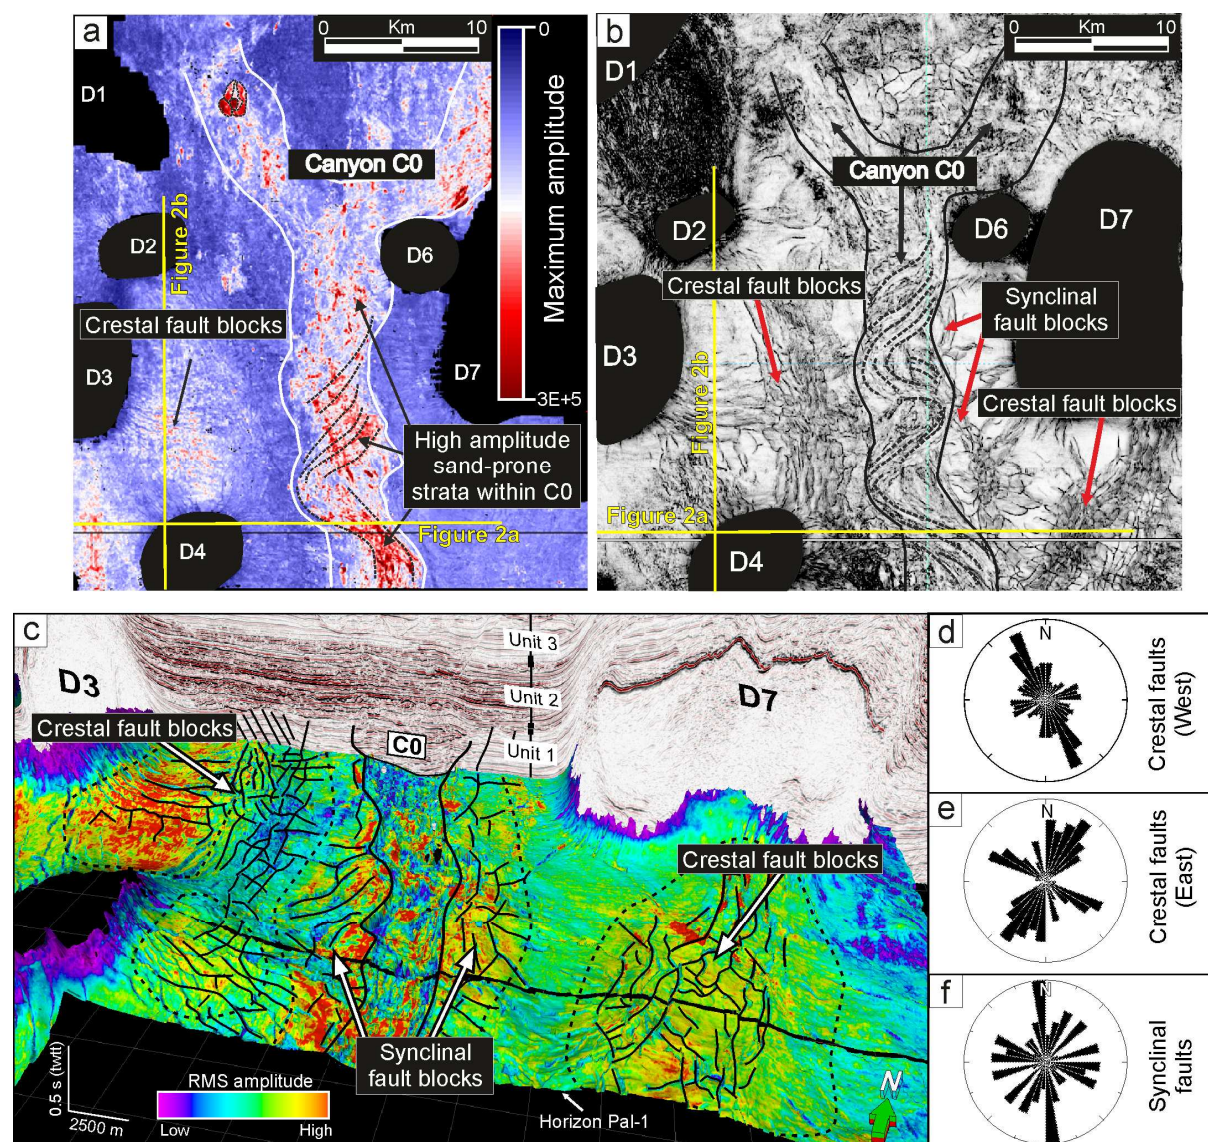 a
0 Km 10
D1
Canyon C0
0
Maximum amplitude
3E+5
D2
Figure 2b
D6
Crestal fault blocks
D3
D7
High amplitude
sand-prone
strata within C0
Figure 2a
D4
b
0 Km 10
D1
Canyon C0
D7
D2
D6
Crestal fault blocks
Synclinal
fault blocks
D3
Figure 2b
Crestal fault blocks
Figure 2a
D4
c
Unit 3
D3
Unit 2
D7
Crestal fault blocks
C0
Unit 1
Crestal fault blocks
Synclinal
fault blocks
0.5 s (twtt)
2500 m
RMS amplitude
Low High
Horizon Pal-1
N
d
N
Crestal faults
(West)
e
N
Crestal faults
(East)
f
N
Synclinal
faults